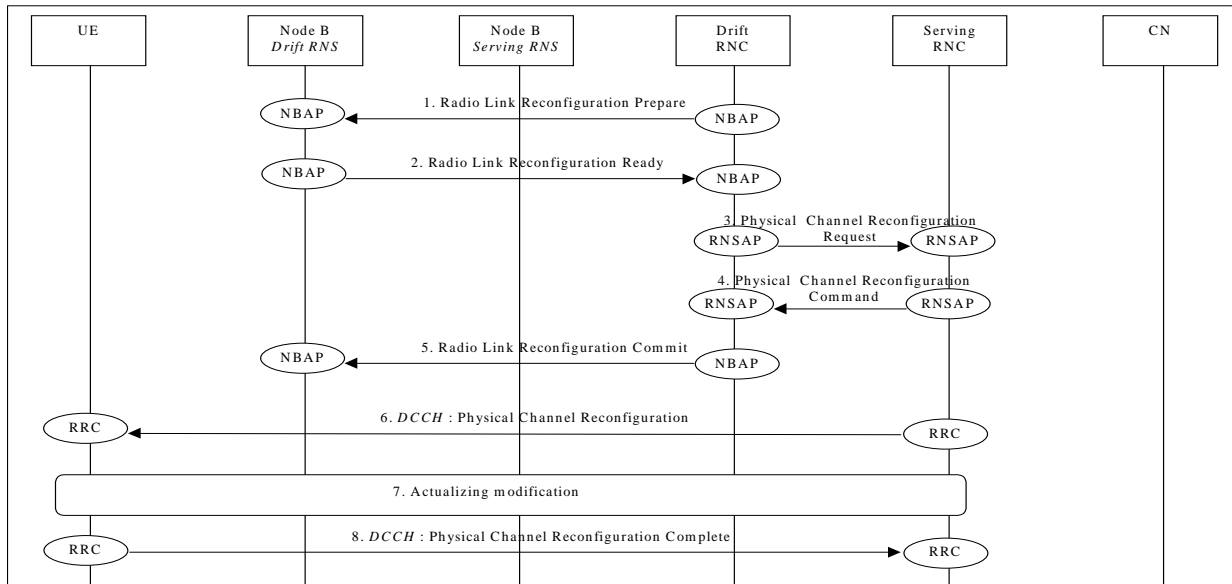 UE
Node B
Drift RNS
Node B
Serving RNS
Drift
RNC
Serving
RNC
CN
1. Radio Link Reconfiguration Prepare
NBAP
NBAP
2. Radio Link Reconfiguration Ready
NBAP
NBAP
3. Physical Channel Reconfiguration
Request
RNSAP
RNSAP
4. Physical Channel Reconfiguration
Command
RNSAP
RNSAP
5. Radio Link Reconfiguration Commit
NBAP
NBAP
6. DCCH : Physical Channel Reconfiguration
RRC
RRC
7. Actualizing modification
8. DCCH : Physical Channel Reconfiguration Complete
RRC
RRC